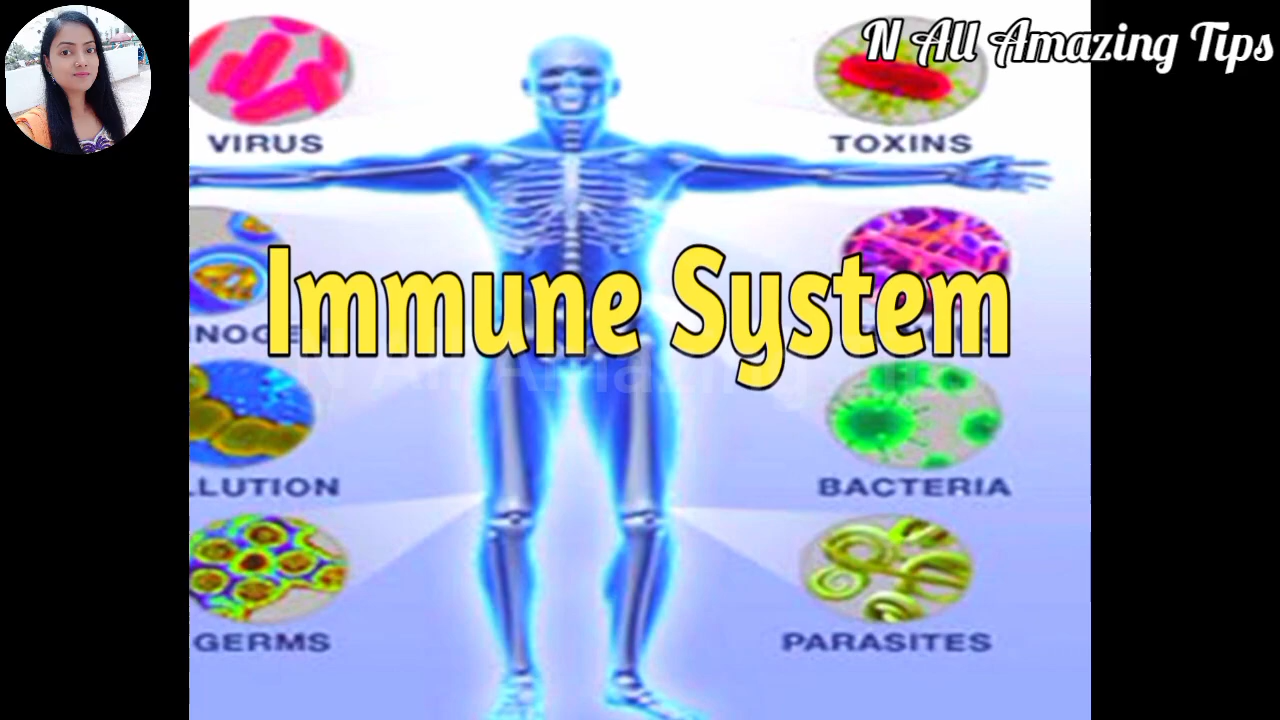 N All Amazing Tips
VIRUS
TOXINS
Immune System
LLUTION
BACTERIA
GERMS
PARASITES